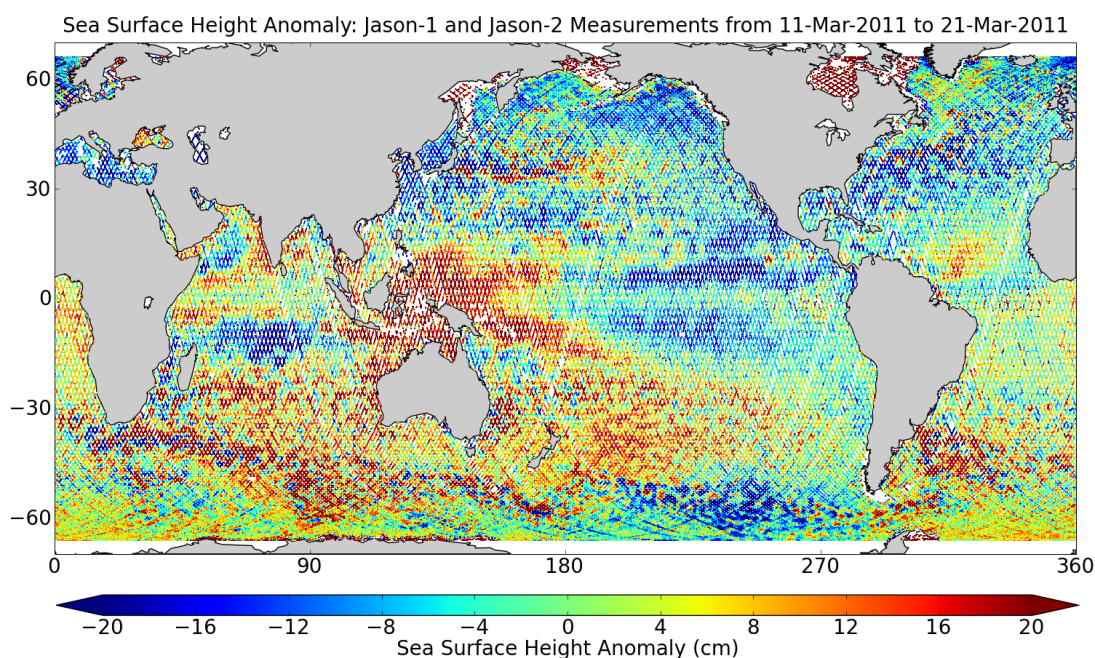 Sea Surface Height Anomaly: Jason-1 and Jason-2 Measurements from 11-Mar-2011 to 21-Mar-2011
60
30
0
−30
−60
0 90 180 270 360
−20 −16 −12 −8 −4 0 4 8 12 16 20
Sea Surface Height Anomaly (cm)